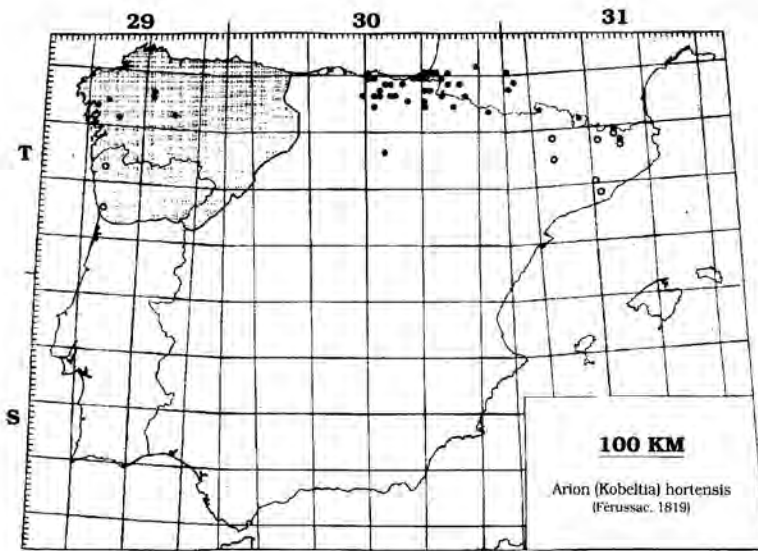 29 30 31
T
S
100 KM
Arion (Kobeltia) hortensis
(Férussac. 1819)